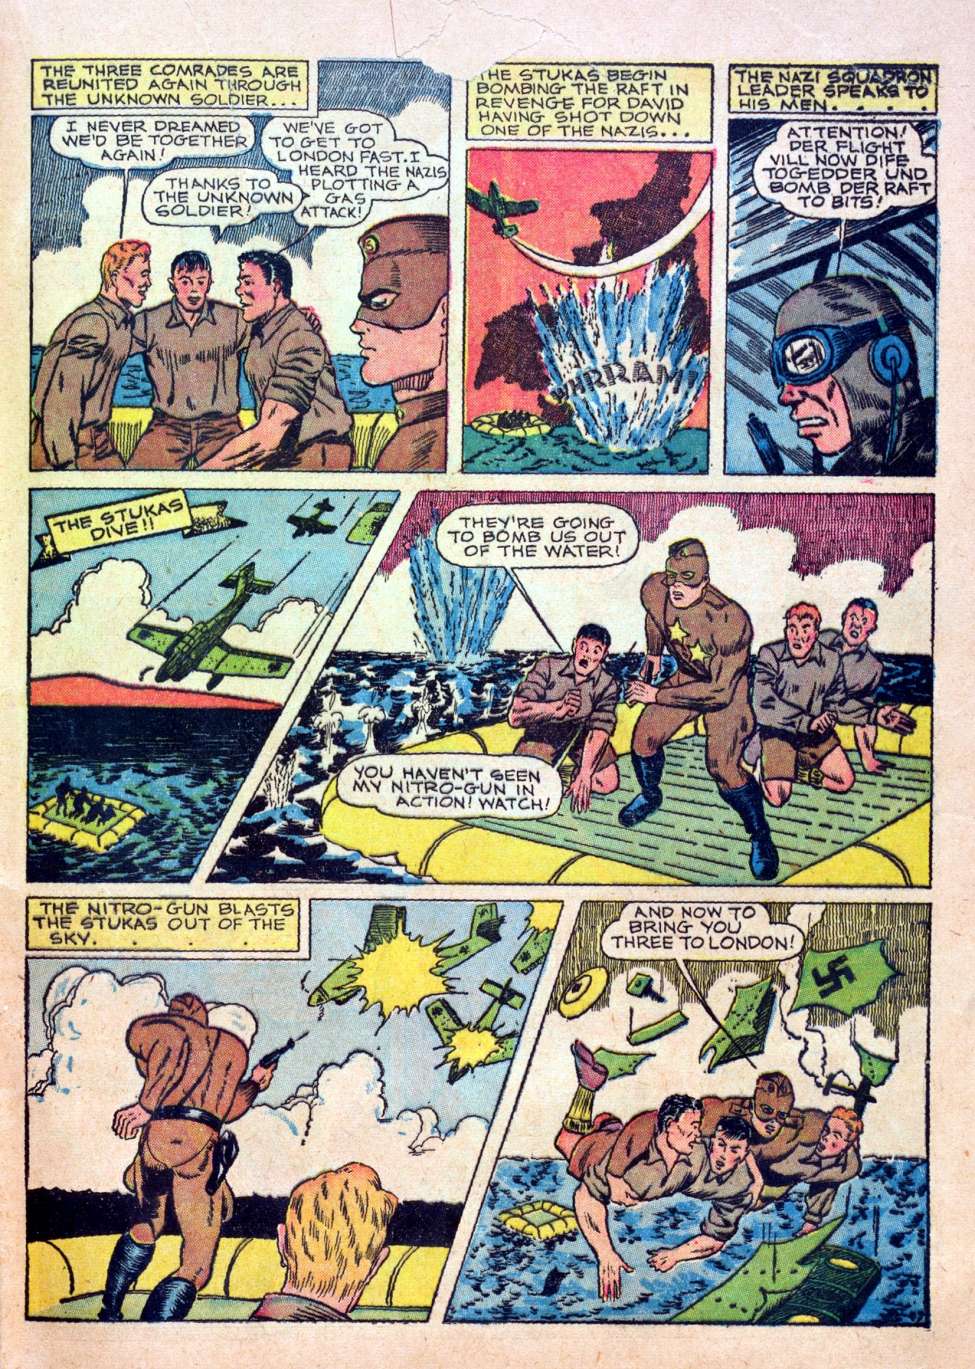 THE THREE COMRADES ARE
REUNITED AGAIN THROUGH
THE UNKNOWN SOLDIER...
I NEVER DREAMED
WE'D BE TOGETHER
AGAIN!
THANKS TO
THE UNKNOWN
SOLDIER!
WE'VE GOT
TO GET TO
LONDON FAST. I
HEARD THE NAZIS
PLOTTING A
GAS
ATTACK!
THE STUKAS BEGIN
BOMBING THE RAFT IN
REVENGE FOR DAVID
HAVING SHOT DOWN
ONE OF THE NAZIS...
THE NAZI SQUADRON
LEADER SPEAKS TO
HIS MEN.....
ATTENTION!
DER FLIGHT
VILL NOW DIFE
TOGEDDER UND
BOMB DER RAFT
TO BITS!
THE STUKAS
DIVE!!
THEY'RE GOING
TO BOMB US OUT
OF THE WATER!
YOU HAVEN'T SEEN
MY NITRO-GUN IN
ACTION! WATCH!
THE NITRO-GUN BLASTS
THE STUKAS OUT OF THE
SKY....
AND NOW TO
BRING YOU
THREE TO LONDON!